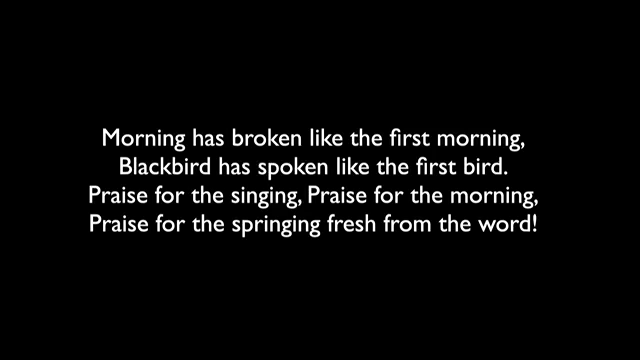 Morning has broken like the first morning,
Blackbird has spoken like the first bird.
Praise for the singing, Praise for the morning,
Praise for the springing fresh from the word!